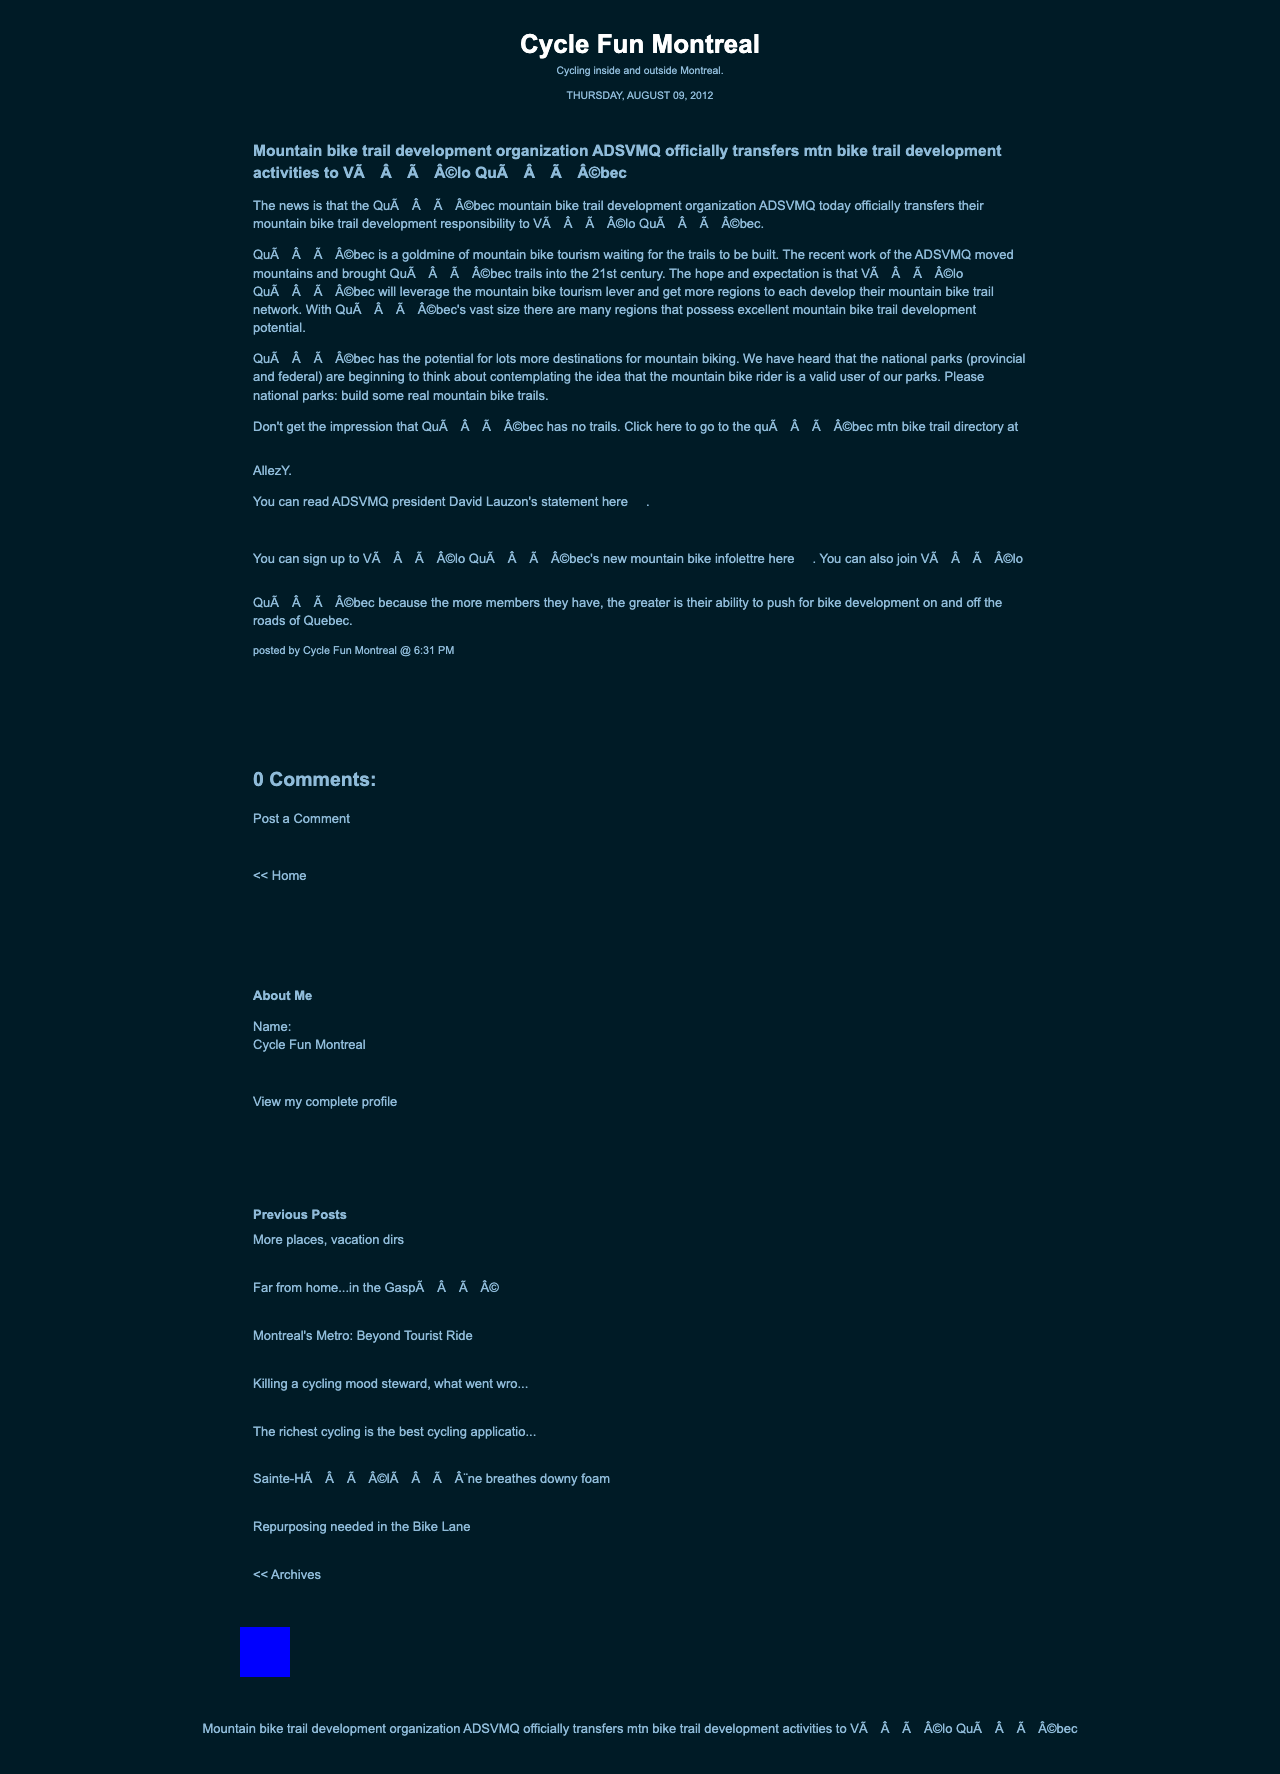 Cycle Fun Montreal
Cycling inside and outside Montreal.
THURSDAY, AUGUST 09, 2012
Mountain bike trail development organization ADSVMQ officially transfers mtn bike trail development
activities to VÃ Â Ã Â©lo QuÃ Â Ã Â©bec
The news is that the QuÃ Â Ã Â©bec mountain bike trail development organization ADSVMQ today officially transfers their
mountain bike trail development responsibility to VÃ Â Ã Â©lo QuÃ Â Ã Â©bec.
QuÃ Â Ã Â©bec is a goldmine of mountain bike tourism waiting for the trails to be built. The recent work of the ADSVMQ moved
mountains and brought QuÃ Â Ã Â©bec trails into the 21st century. The hope and expectation is that VÃ Â Ã Â©lo
QuÃ Â Ã Â©bec will leverage the mountain bike tourism lever and get more regions to each develop their mountain bike trail
network. With QuÃ Â Ã Â©bec's vast size there are many regions that possess excellent mountain bike trail development
potential.
QuÃ Â Ã Â©bec has the potential for lots more destinations for mountain biking. We have heard that the national parks (provincial
and federal) are beginning to think about contemplating the idea that the mountain bike rider is a valid user of our parks. Please
national parks: build some real mountain bike trails.
Don't get the impression that QuÃ Â Ã Â©bec has no trails. Click here to go to the quÃ Â Ã Â©bec mtn bike trail directory at
AllezY.
You can read ADSVMQ president David Lauzon's statement here .
You can sign up to VÃ Â Ã Â©lo QuÃ Â Ã Â©bec's new mountain bike infolettre here . You can also join VÃ Â Ã Â©lo
QuÃ Â Ã Â©bec because the more members they have, the greater is their ability to push for bike development on and off the
roads of Quebec.
posted by Cycle Fun Montreal @ 6:31 PM
0 Comments:
Post a Comment
<< Home
About Me
Name:
Cycle Fun Montreal
View my complete profile
Previous Posts
More places, vacation dirs
Far from home...in the GaspÃ Â Ã Â©
Montreal's Metro: Beyond Tourist Ride
Killing a cycling mood steward, what went wro...
The richest cycling is the best cycling applicatio...
Sainte-HÃ Â Ã Â©lÃ Â Ã Â¨ne breathes downy foam
Repurposing needed in the Bike Lane
<< Archives
Mountain bike trail development organization ADSVMQ officially transfers mtn bike trail development activities to VÃ Â Ã Â©lo QuÃ Â Ã Â©bec